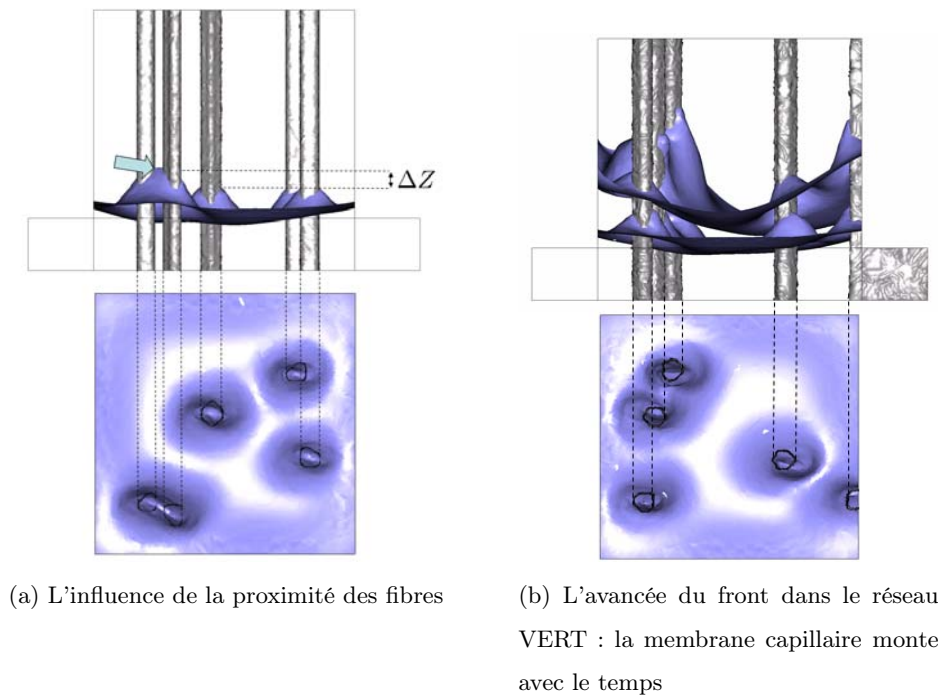 ΔZ
(a) L'influence de la proximité des fibres
(b) L'avancée du front dans le réseau
VERT : la membrane capillaire monte
avec le temps